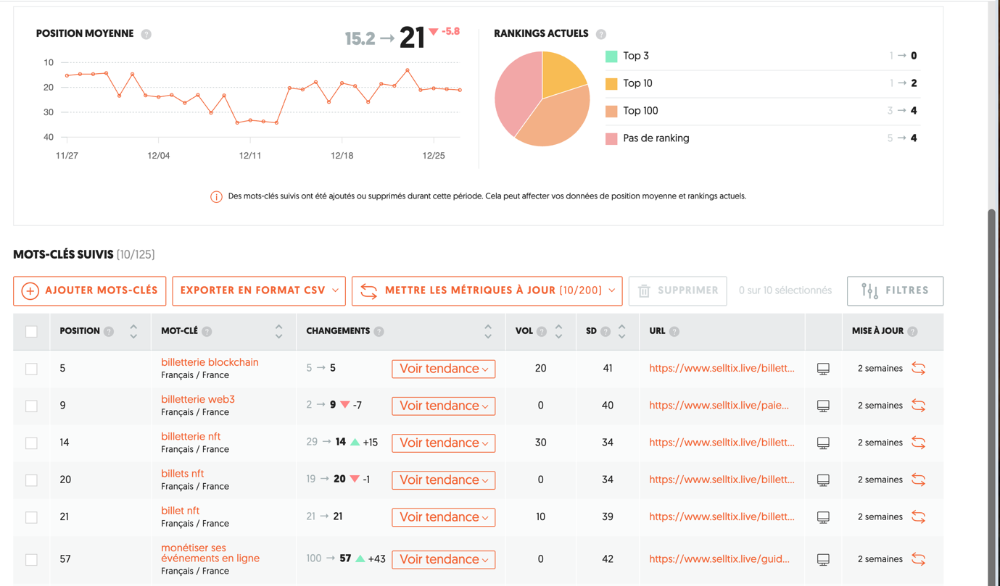 POSITION MOYENNE ?
15.2 → 21 ▼ -5.8
10
20
30
40
11/27 12/04 12/11 12/18 12/25
RANKINGS ACTUELS ?
Top 3 1 → 0
Top 10 1 → 2
Top 100 3 → 4
Pas de ranking 5 → 4
i Des mots-clés suivis ont été ajoutés ou supprimés durant cette période. Cela peut affecter vos données de position moyenne et rankings actuels.
MOTS-CLÉS SUIVIS (10/125)
+ AJOUTER MOTS-CLÉS EXPORTER EN FORMAT CSV METTRE LES MÉTRIQUES À JOUR (10/200) SUPPRIMER 0 sur 10 sélectionnés FILTRES
POSITION ? MOT-CLÉ ? CHANGEMENTS ? VOL ? SD ? URL ? MISE À JOUR ?
5 billetterie blockchain 5 → 5 Voir tendance 20 41 https://www.selltix.live/billett... 2 semaines
Français / France
9 billetterie web3 2 → 9 ▼ -7 Voir tendance 0 40 https://www.selltix.live/paie... 2 semaines
Français / France
14 billetterie nft 29 → 14 ▲ +15 Voir tendance 30 34 https://www.selltix.live/billett... 2 semaines
Français / France
20 billets nft 19 → 20 ▼ -1 Voir tendance 0 34 https://www.selltix.live/billett... 2 semaines
Français / France
21 billet nft 21 → 21 Voir tendance 10 39 https://www.selltix.live/billett... 2 semaines
Français / France
57 monétiser ses
événements en ligne 100 → 57 ▲ +43 Voir tendance 0 42 https://www.selltix.live/guid... 2 semaines
Français / France